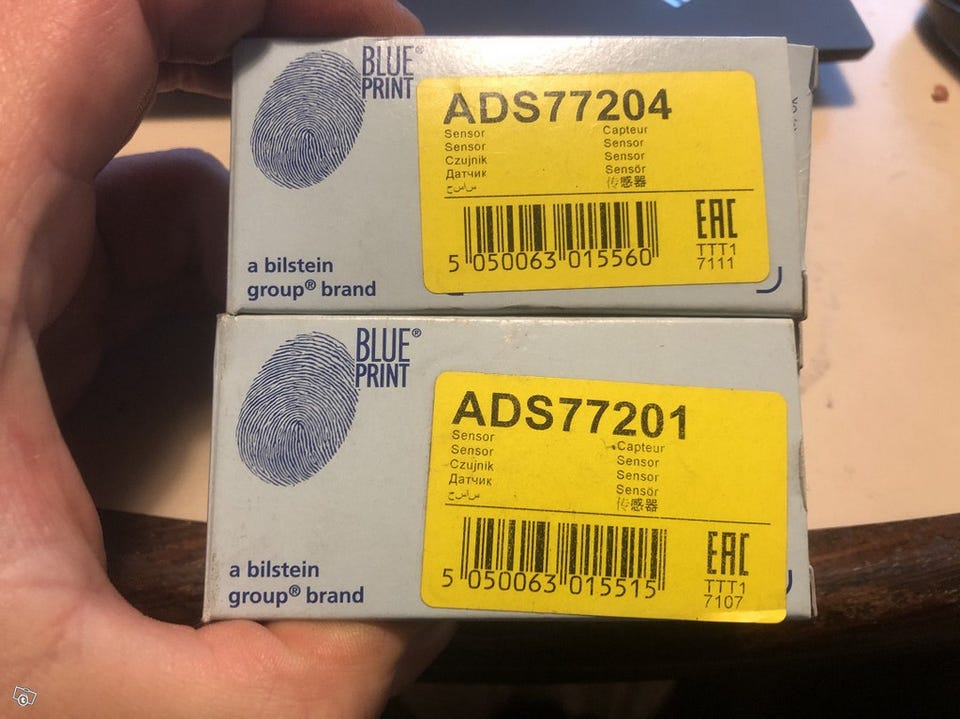 BLUE®
PRINT
ADS77204
Sensor
Sensor
Czujnik
Датчик
حساس
Capteur
Sensor
Sensor
Sensör
传感器
5 050063 015560
EAC
TTT1
7111
a bilstein
group® brand
BLUE®
PRINT
ADS77201
Sensor
Sensor
Czujnik
Датчик
حساس
Capteur
Sensor
Sensor
Sensör
传感器
5 050063 015515
EAC
TTT1
7107
a bilstein
group® brand